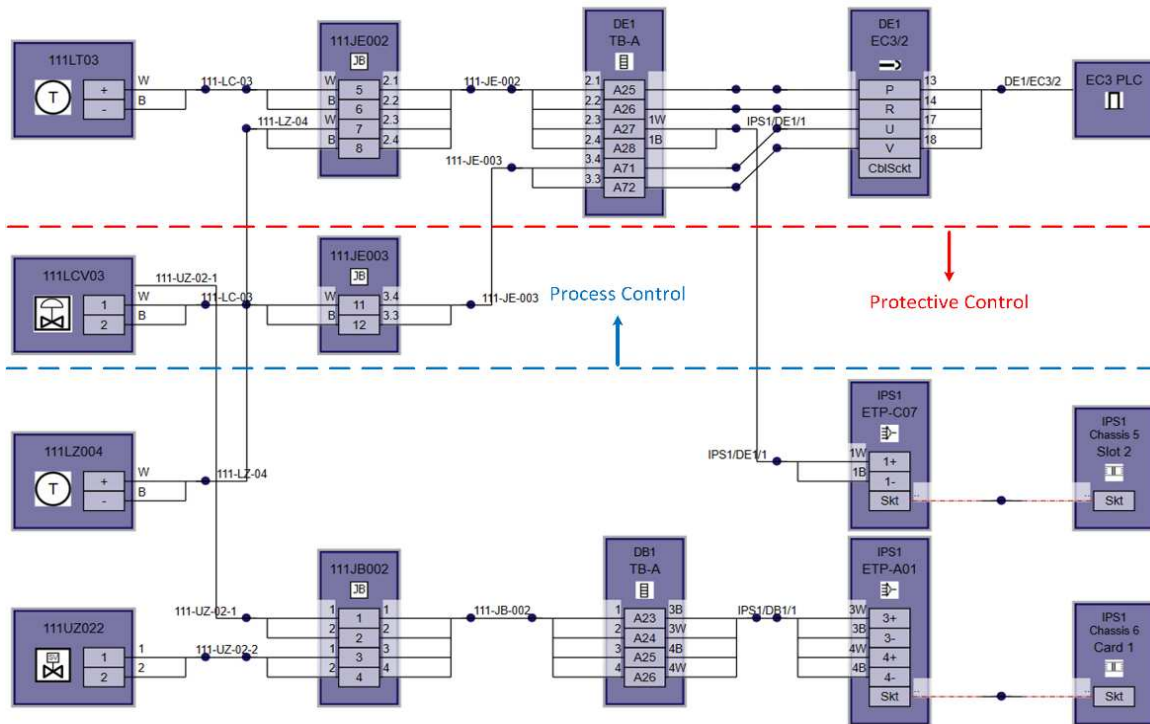 111LT03
T
+
-
W
B
111-LC-03
111JE002
JB
W
B
W
B
5
6
7
8
2.1
2.2
2.3
2.4
111-LZ-04
111-JE-002
DE1
TB-A
2.1
2.2
2.3
2.4
3.4
3.3
A25
A26
A27
A28
A71
A72
1W
1B
111-JE-003
IPS1/DE1/1
DE1
EC3/2
P
R
U
V
CblSckt
13
14
17
18
DE1/EC3/2
EC3 PLC
111LCV03
1
2
111-UZ-02-1
W
B
111-LC-03
111JE003
JB
W
B
11
12
3.4
3.3
111-JE-003
Process Control
Protective Control
111LZ004
T
+
-
W
B
111-LZ-04
IPS1/DE1/1
IPS1
ETP-C07
1W
1B
1+
1-
Skt
IPS1
Chassis 5
Slot 2
Skt
111UZ022
1
2
1
2
111-UZ-02-1
111-UZ-02-2
111JB002
JB
1
2
1
2
1
2
3
4
1
2
3
4
111-JB-002
DB1
TB-A
1
2
3
4
A23
A24
A25
A26
3B
3W
4B
4W
IPS1/DB1/1
IPS1
ETP-A01
3W
3B
4W
4B
3+
3-
4+
4-
Skt
IPS1
Chassis 6
Card 1
Skt